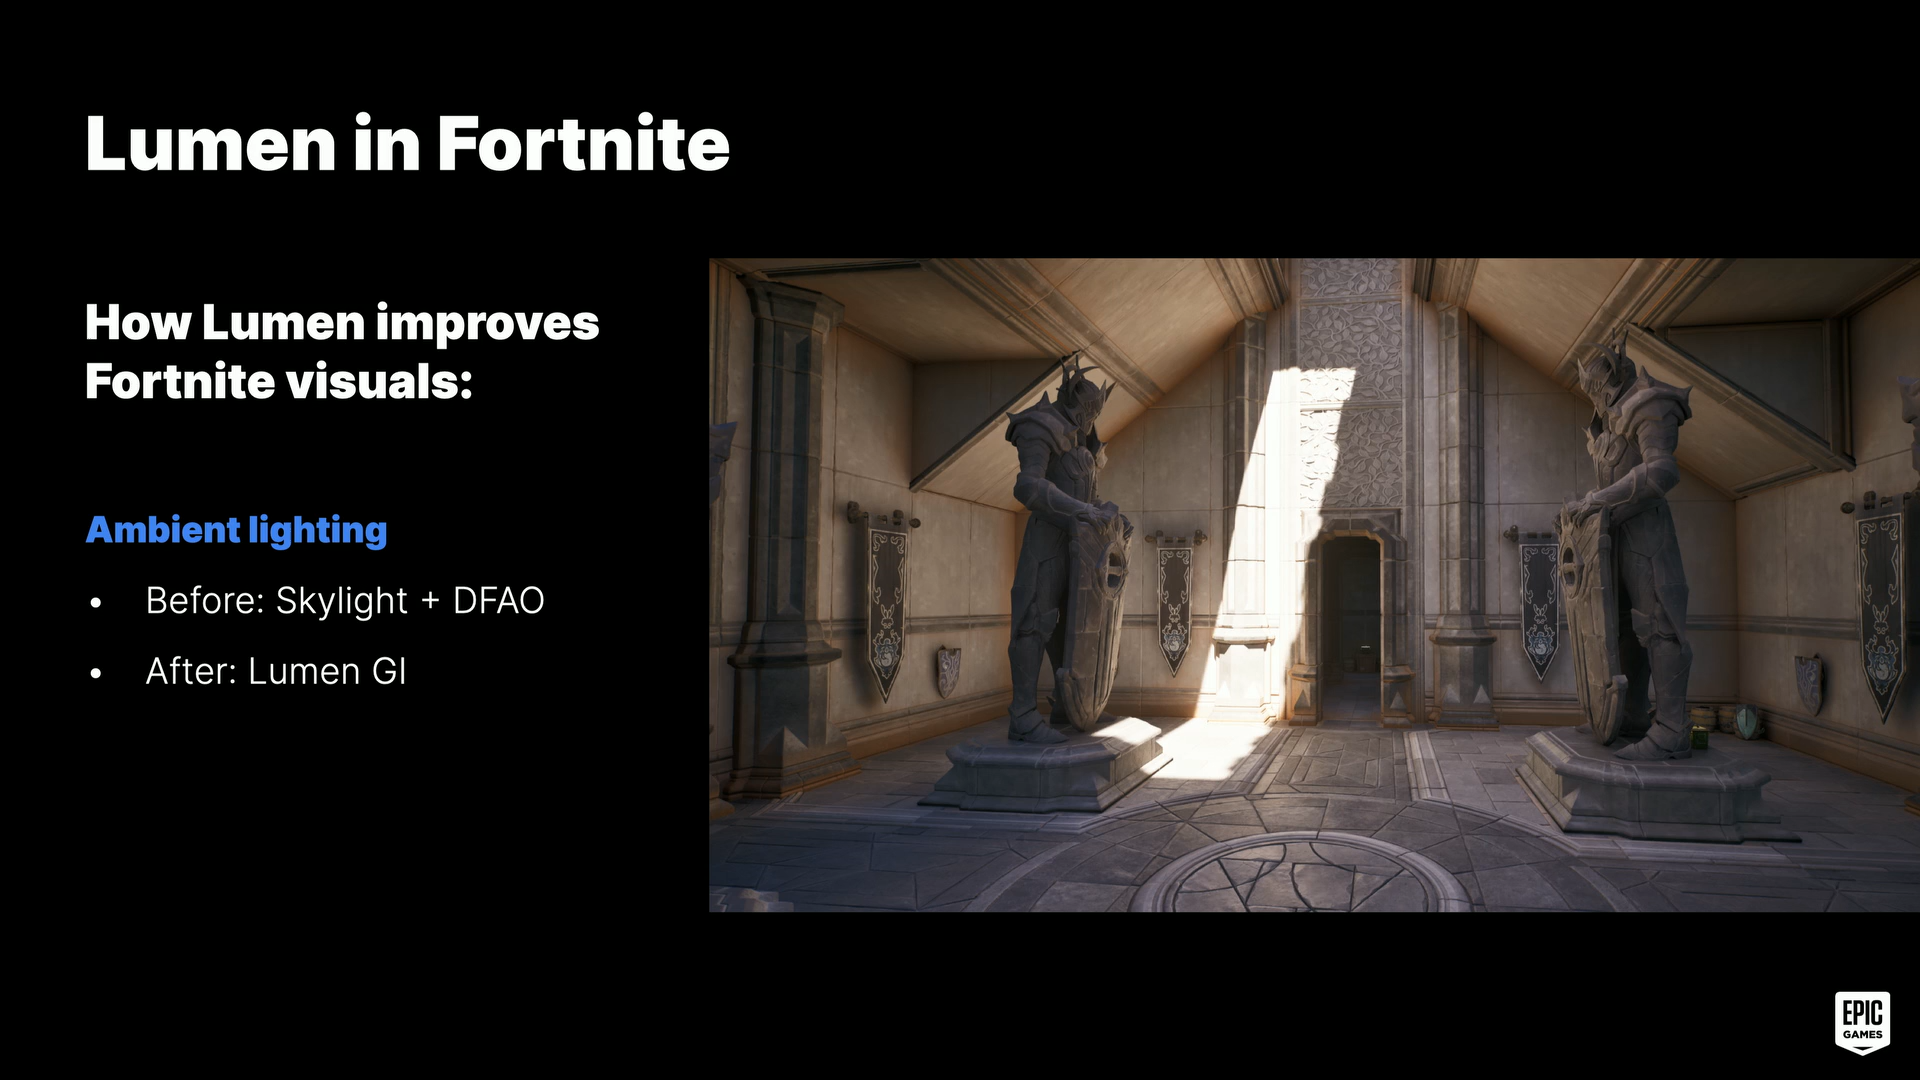 Lumen in Fortnite
How Lumen improves
Fortnite visuals:
Ambient lighting
• Before: Skylight + DFAO
• After: Lumen GI
EPIC
GAMES